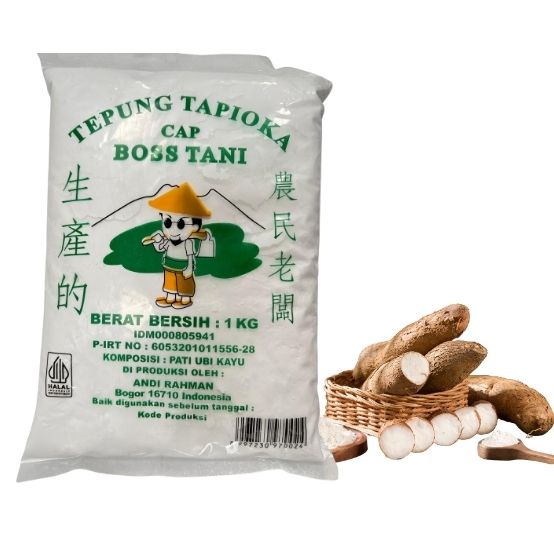 TEPUNG TAPIOKA
CAP
BOSS TANI
生產的
農民老闆
BERAT BERSIH : 1 KG
IDM000805941
P-IRT NO : 6053201011556-28
KOMPOSISI : PATI UBI KAYU
DI PRODUKSI OLEH :
ANDI RAHMAN
Bogor 16710 Indonesia
Baik digunakan sebelum tanggal :
Kode Produksi
HALAL
INDONESIA